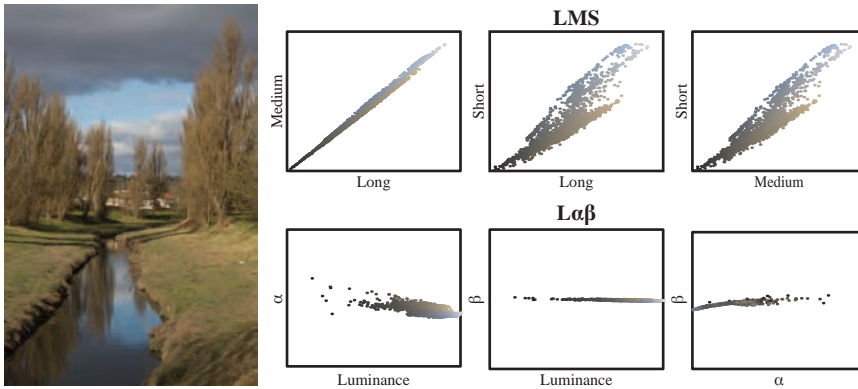 LMS
Medium
Long
Short
Long
Short
Medium
Lαβ
α
Luminance
β
Luminance
β
α